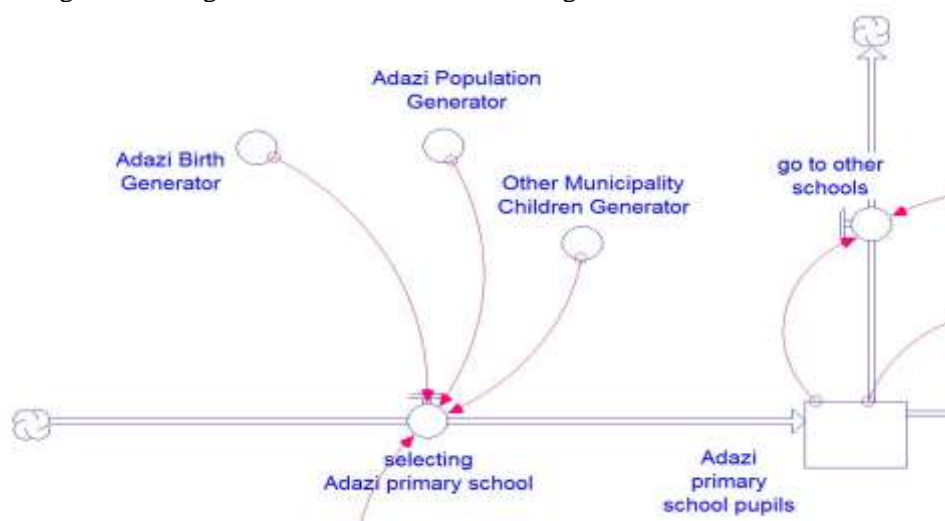 Adazi Population
Generator
Adazi Birth
Generator
Other Municipality
Children Generator
go to other
schools
selecting
Adazi primary school
Adazi
primary
school pupils